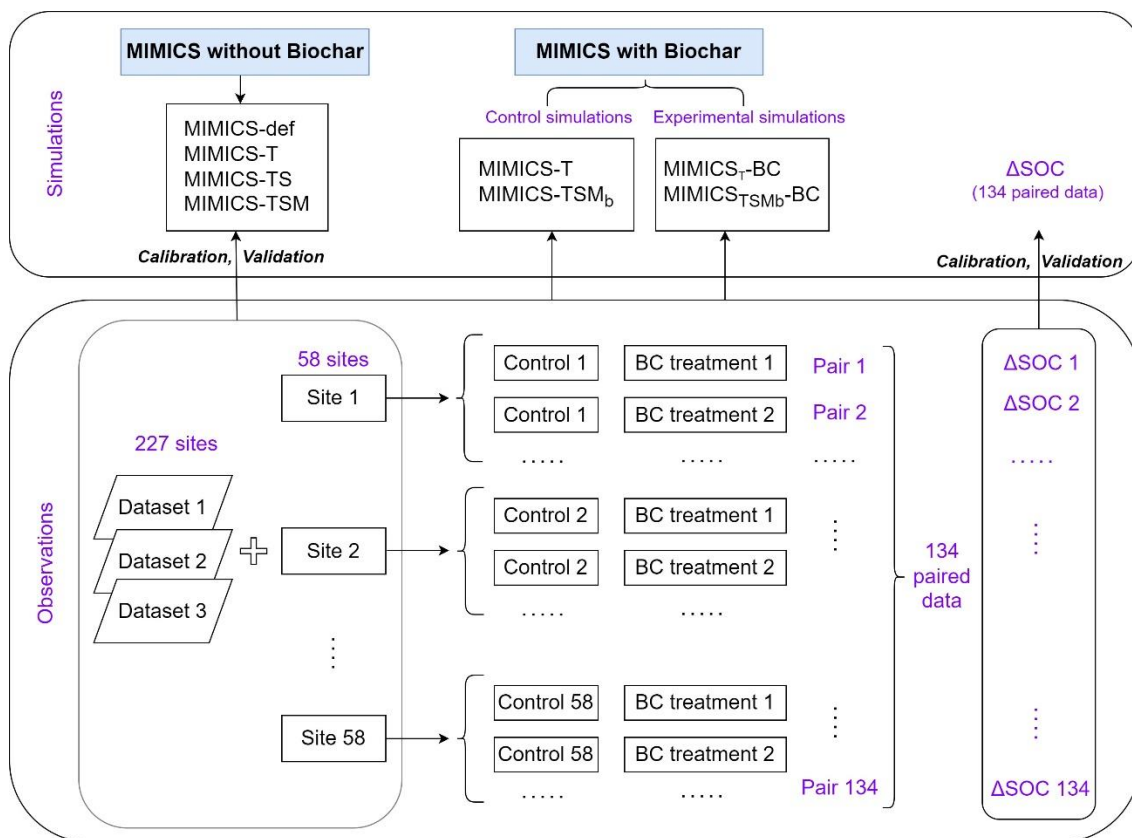 MIMICS without Biochar
MIMICS with Biochar
Simulations
Control simulations
Experimental simulations
MIMICS-def
MIMICS-T
MIMICS-TS
MIMICS-TSM
MIMICS-T
MIMICS-TSMb
MIMICST-BC
MIMICSTSMb-BC
ΔSOC
(134 paired data)
Calibration, Validation
Calibration, Validation
Observations
58 sites
227 sites
Dataset 1
Dataset 2
Dataset 3
Site 1
Site 2
⋮
Site 58
Control 1 BC treatment 1 Pair 1
Control 1 BC treatment 2 Pair 2
..... ..... .....
Control 2 BC treatment 1
Control 2 BC treatment 2
..... .....
⋮
Control 58 BC treatment 1
Control 58 BC treatment 2
..... .....
⋮
Pair 134
134
paired
data
ΔSOC 1
ΔSOC 2
.....
⋮
⋮
ΔSOC 134